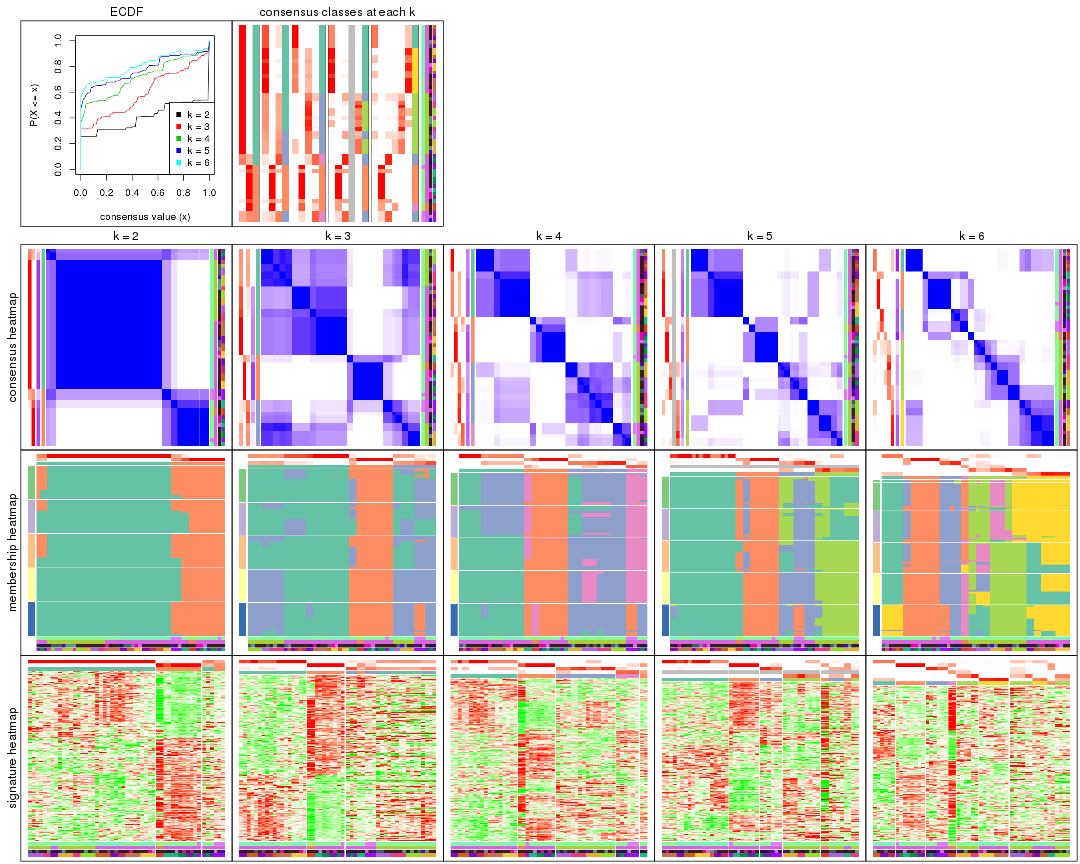 ECDF
consensus classes at each k
P(X <= x)
1.0
0.8
0.6
0.4
0.2
0.0
k = 2
k = 3
k = 4
k = 5
k = 6
0.0 0.2 0.4 0.6 0.8 1.0
consensus value (x)
k = 2
k = 3
k = 4
k = 5
k = 6
consensus heatmap
membership heatmap
signature heatmap